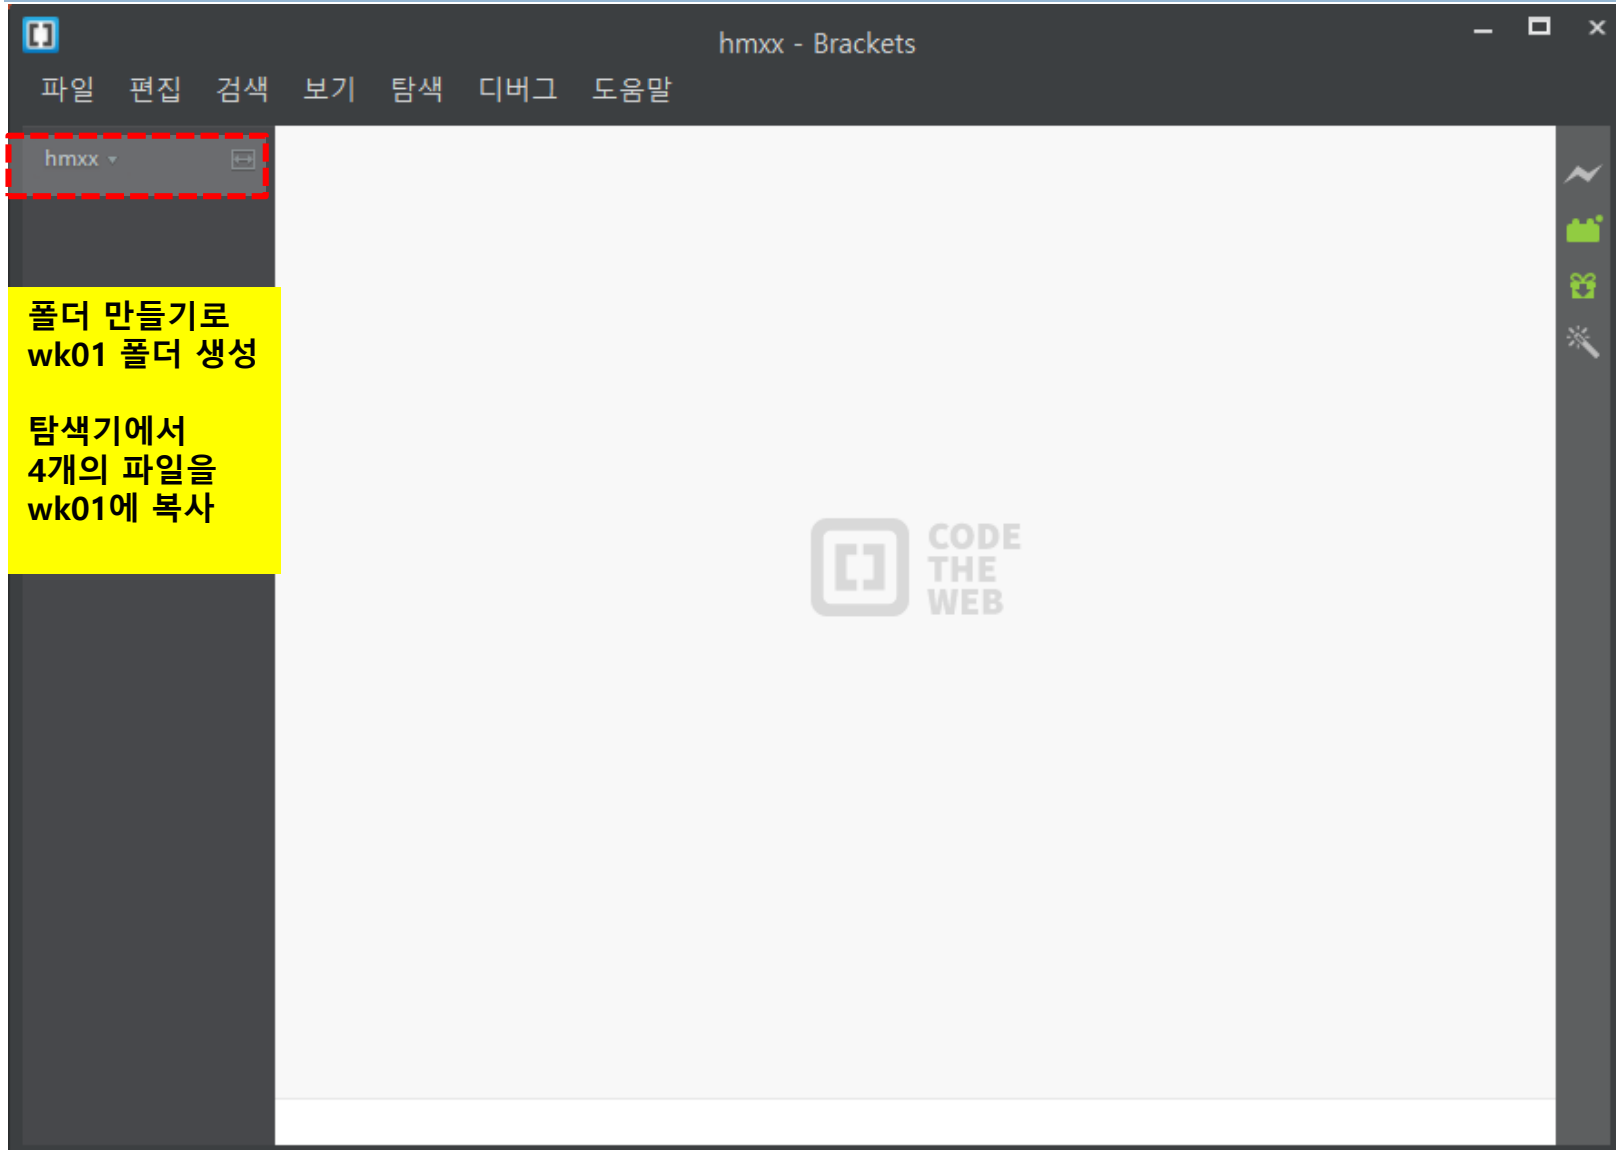 hmxx - Brackets
파일 편집 검색 보기 탐색 디버그 도움말
hmxx
폴더 만들기로
wk01 폴더 생성
탐색기에서
4개의 파일을
wk01에 복사
CODE
THE
WEB